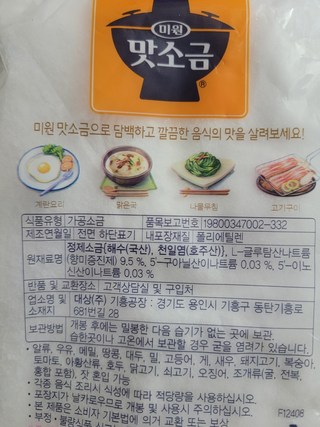 미원
맛소금
®
미원 맛소금으로 담백하고 깔끔한 음식의 맛을 살려보세요!
계란요리 맑은국 나물무침 고기구이
식품유형 가공소금 품목보고번호 19800347002-332
제조연월일 전면 하단표기 내포장재질 폴리에틸렌
원재료명 정제소금(해수(국산), 천일염(호주산)), L-글루탐산나트륨
(향미증진제) 9.5 %, 5'-구아닐산이나트륨 0.03 %, 5'-이노
신산이나트륨 0.03 %
반품 및 교환장소 고객상담실 및 구입처
업소명 및 소재지 대상(주) 기흥공장 : 경기도 용인시 기흥구 동탄기흥로
681번길 28
보관방법 개봉 후에는 밀봉한 다음 습기가 없는 곳에 보관.
습한곳이나 고온에서 보관할 경우 굳을 염려가 있습니다.
• 알류, 우유, 메밀, 땅콩, 대두, 밀, 고등어, 게, 새우, 돼지고기, 복숭아,
토마토, 아황산류, 호두, 닭고기, 쇠고기, 오징어, 조개류(굴, 전복,
홍합 포함), 잣 혼입 가능
• 각종 음식 조리시 식성에 따라 적당량을 사용하십시오.
• 포장지가 날카로우므로 개봉 및 사용시 주의하십시오.
• 본 제품은 소비자 기본법에 의거 교환 또는 보상
• 부정·불량식품 신고는
F12406